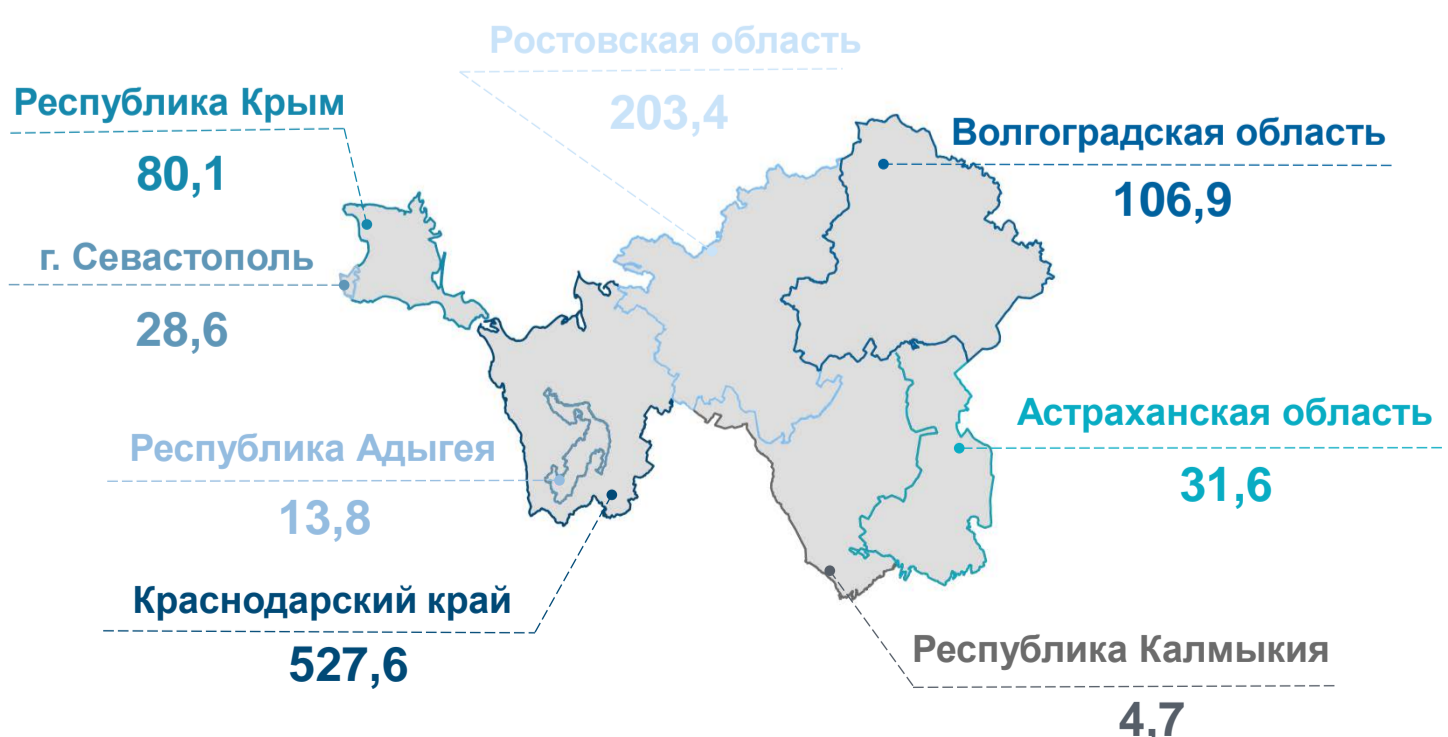 Ростовская область
203,4
Республика Крым
80,1
Волгоградская область
106,9
г. Севастополь
28,6
Астраханская область
31,6
Республика Адыгея
13,8
Краснодарский край
527,6
Республика Калмыкия
4,7